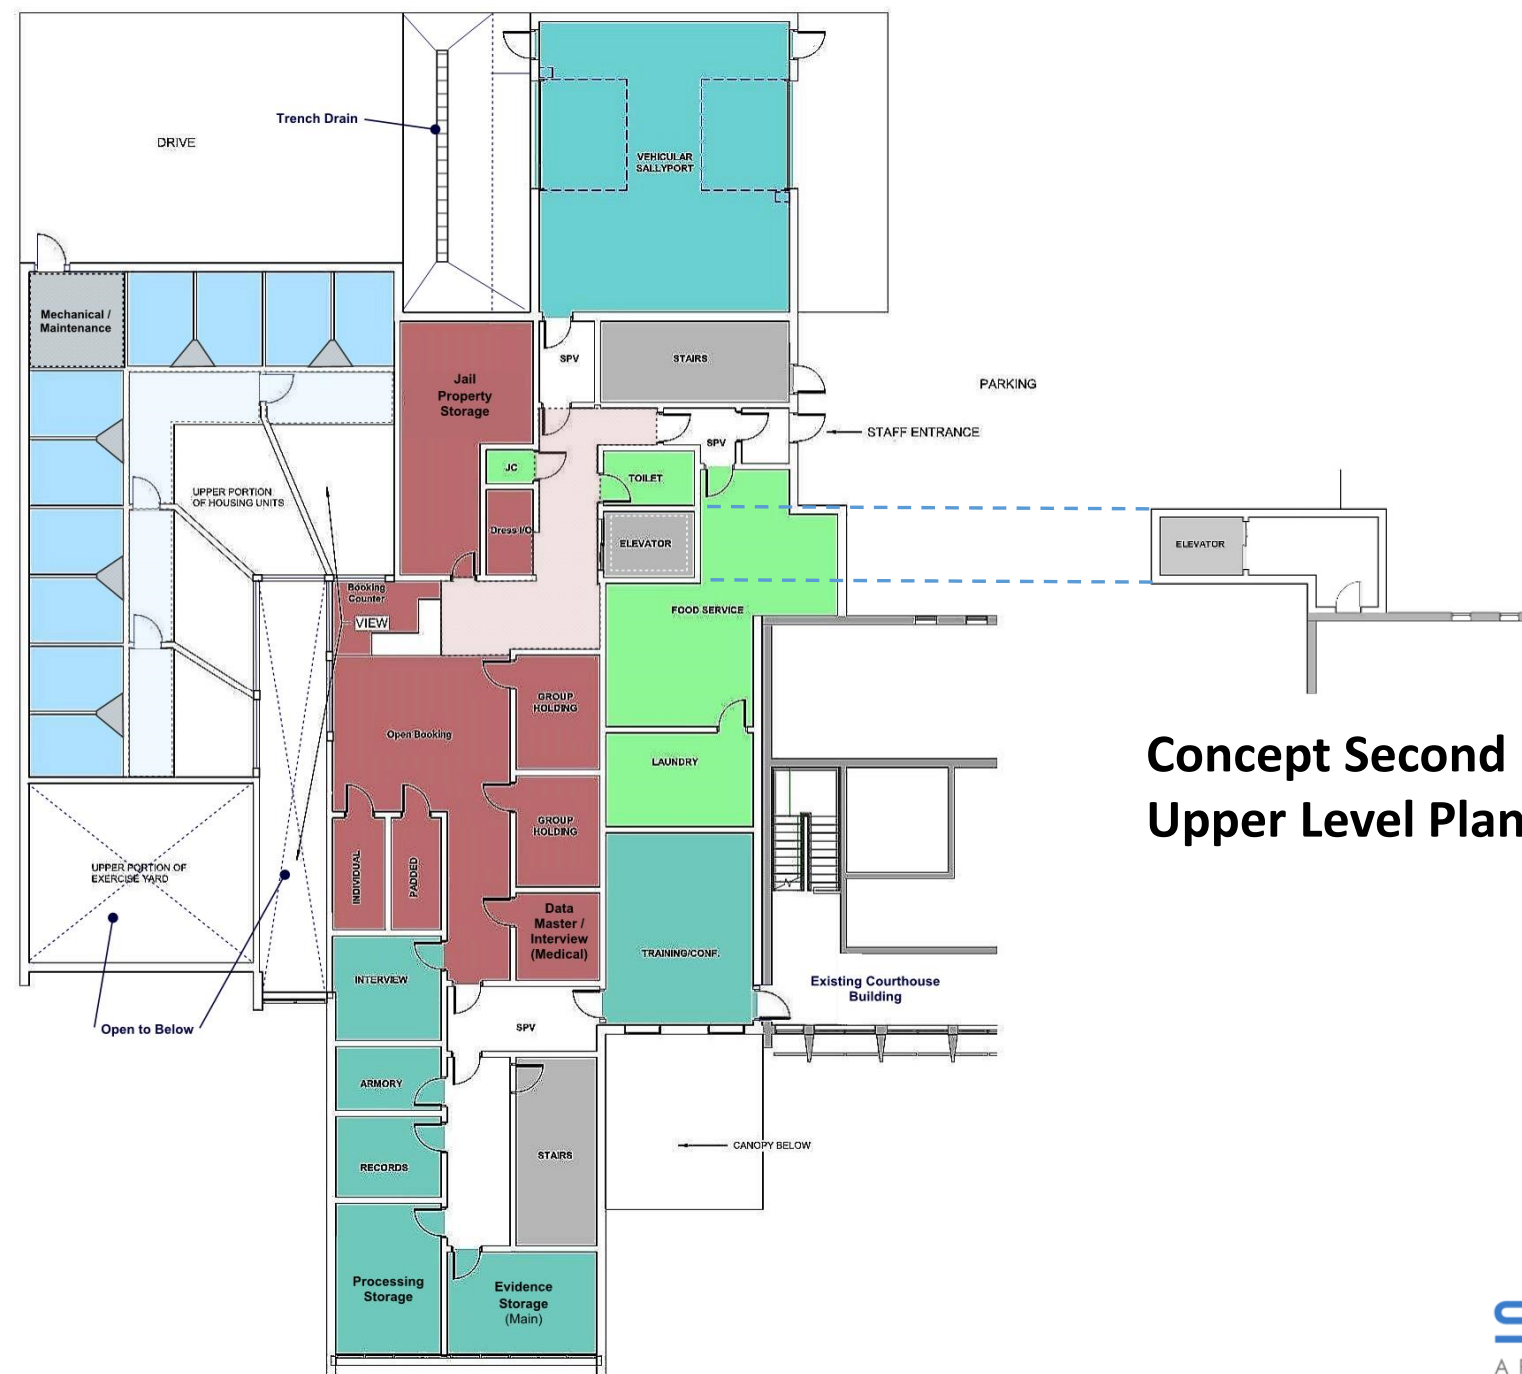 Trench Drain
DRIVE
VEHICULAR
SALLYPORT
Mechanical /
Maintenance
SPV
STAIRS
Jail
Property
Storage
PARKING
STAFF ENTRANCE
SPV
JC
TOILET
UPPER PORTION
OF HOUSING UNITS
Dress I/O
ELEVATOR
ELEVATOR
Booking
Counter
VIEW
FOOD SERVICE
GROUP
HOLDING
Open Booking
Concept Second
Upper Level Plan
LAUNDRY
GROUP
HOLDING
UPPER PORTION OF
EXERCISE YARD
INDIVIDUAL
PADDED
Data
Master /
Interview
(Medical)
TRAINING/CONF.
INTERVIEW
Existing Courthouse
Building
Open to Below
SPV
ARMORY
CANOPY BELOW
STAIRS
RECORDS
Processing
Storage
Evidence
Storage
(Main)